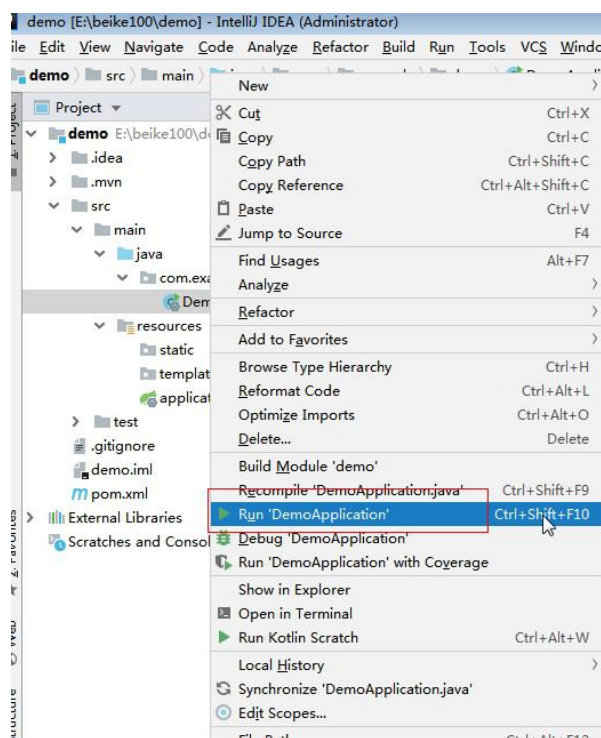 demo [E:\beike100\demo] - IntelliJ IDEA (Administrator)
Edit View Navigate Code Analyze Refactor Build Run Tools VCS
demo src main
New
Project
Cut Ctrl+X
demo E:\beike100\
Copy Ctrl+C
.idea
Copy Path Ctrl+Shift+C
.mvn
Copy Reference Ctrl+Alt+Shift+C
src
Paste Ctrl+V
main
Jump to Source F4
java
Find Usages Alt+F7
com.exa
Analyze
Dem
Refactor
resources
Add to Favorites
static
Browse Type Hierarchy Ctrl+H
templat
Reformat Code Ctrl+Alt+L
applicat
Optimize Imports Ctrl+Alt+O
test
Delete... Delete
.gitignore
Build Module 'demo'
demo.iml
Recompile 'DemoApplication.java' Ctrl+Shift+F9
pom.xml
Run 'DemoApplication' Ctrl+Shift+F10
External Libraries
Debug 'DemoApplication'
Scratches and Consol
Run 'DemoApplication' with Coverage
Show in Explorer
Open in Terminal
Run Kotlin Scratch Ctrl+Alt+W
Local History
Synchronize 'DemoApplication.java'
Edit Scopes...